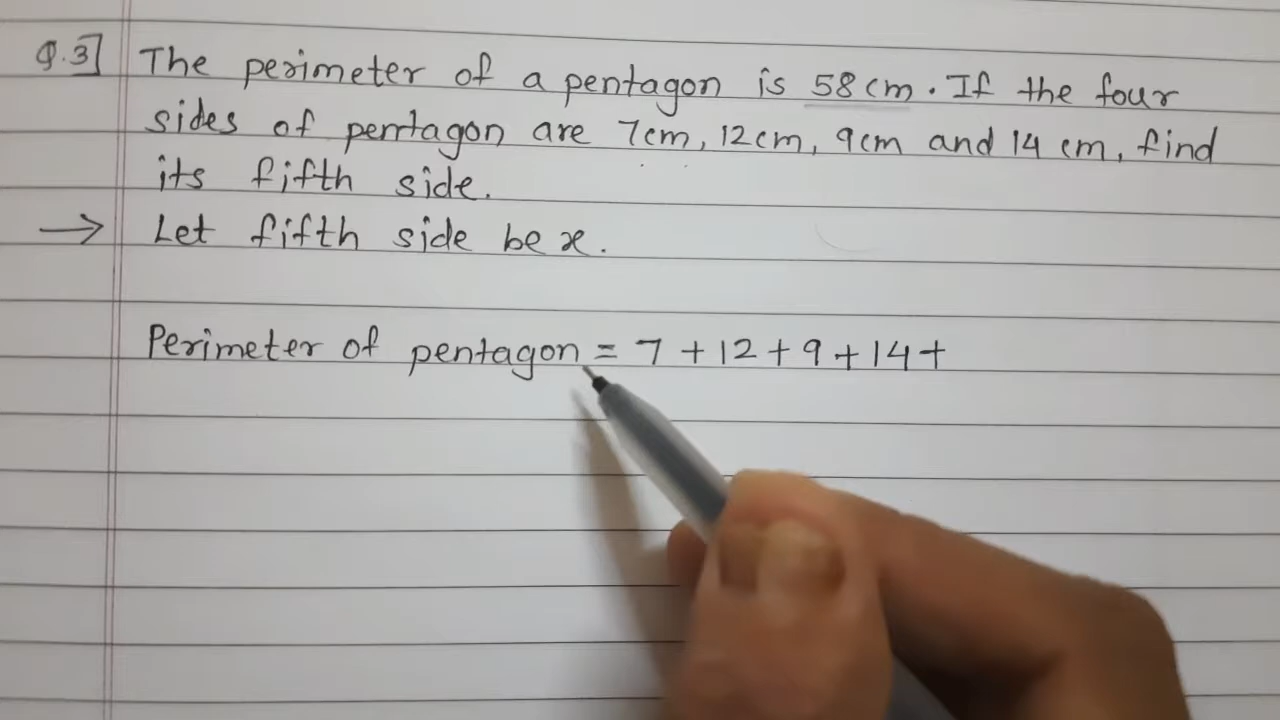 Q.3] The perimeter of a pentagon is 58 cm. If the four
sides of pentagon are 7cm, 12cm, 9cm and 14 cm, find
its fifth side.
→ Let fifth side be x.
Perimeter of pentagon = 7 + 12 + 9 + 14 +